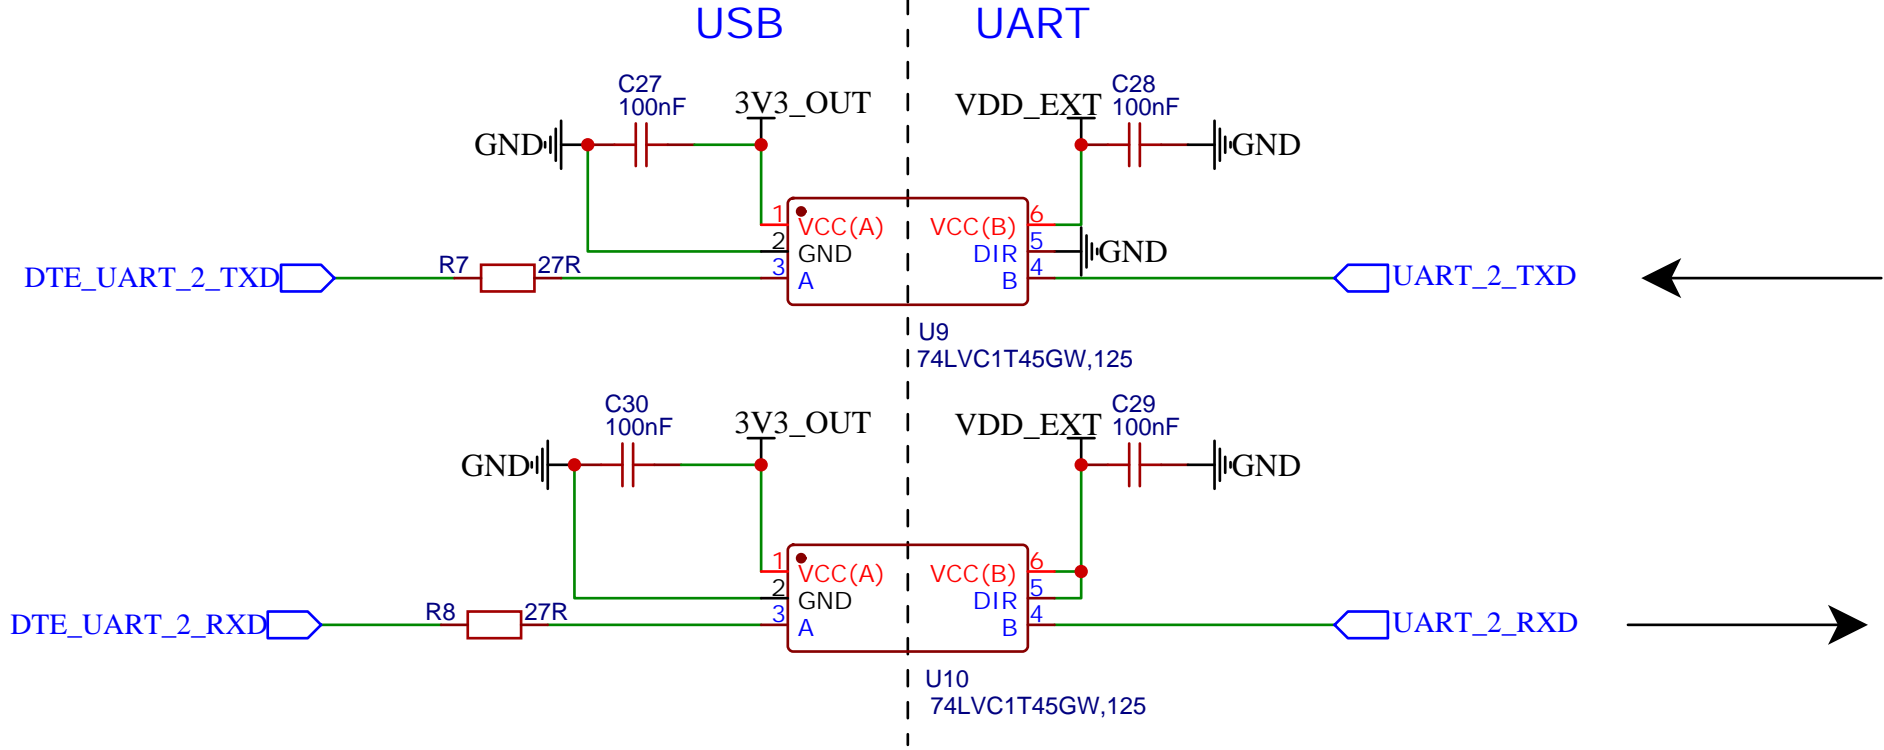 USB
UART
C27
100nF
3V3_OUT
VDD_EXT
C28
100nF
GND
GND
1
VCC(A)
VCC(B)
6
2
GND
DIR
5
GND
DTE_UART_2_TXD
R7
27R
3
A
B
4
UART_2_TXD
U9
74LVC1T45GW,125
C30
100nF
3V3_OUT
VDD_EXT
C29
100nF
GND
GND
1
VCC(A)
VCC(B)
6
2
GND
DIR
5
DTE_UART_2_RXD
R8
27R
3
A
B
4
UART_2_RXD
U10
74LVC1T45GW,125